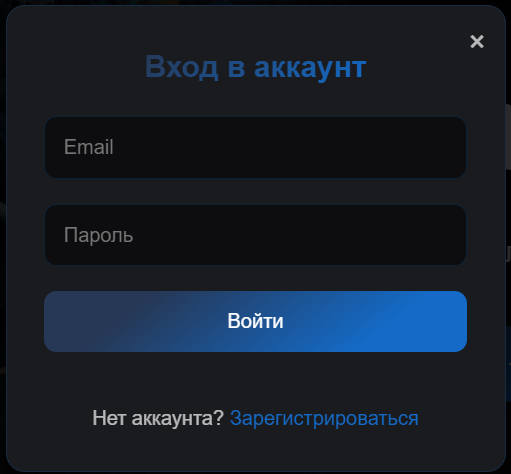 ×
Вход в аккаунт
Email
Пароль
Войти
Нет аккаунта? Зарегистрироваться